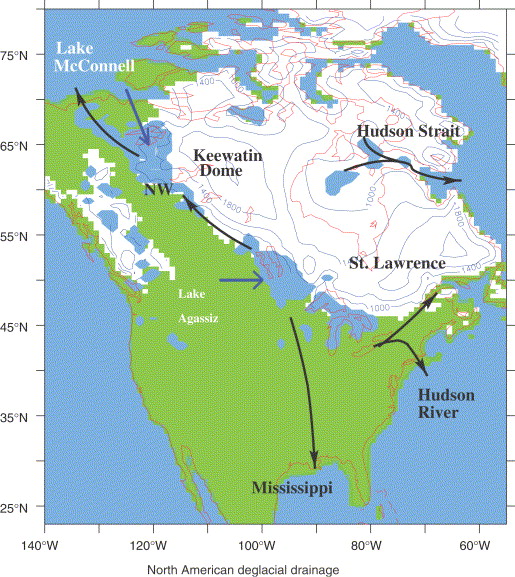 75°N
Lake
McConnell
1400
1400
Hudson Strait
65°N
Keewatin
Dome
NW
1400
1800
1000
1800
55°N
St. Lawrence
1400
Lake
Agassiz
1000
45°N
Hudson
River
35°N
Mississippi
25°N
140°W 120°W 100°W 80°W 60°W
North American deglacial drainage